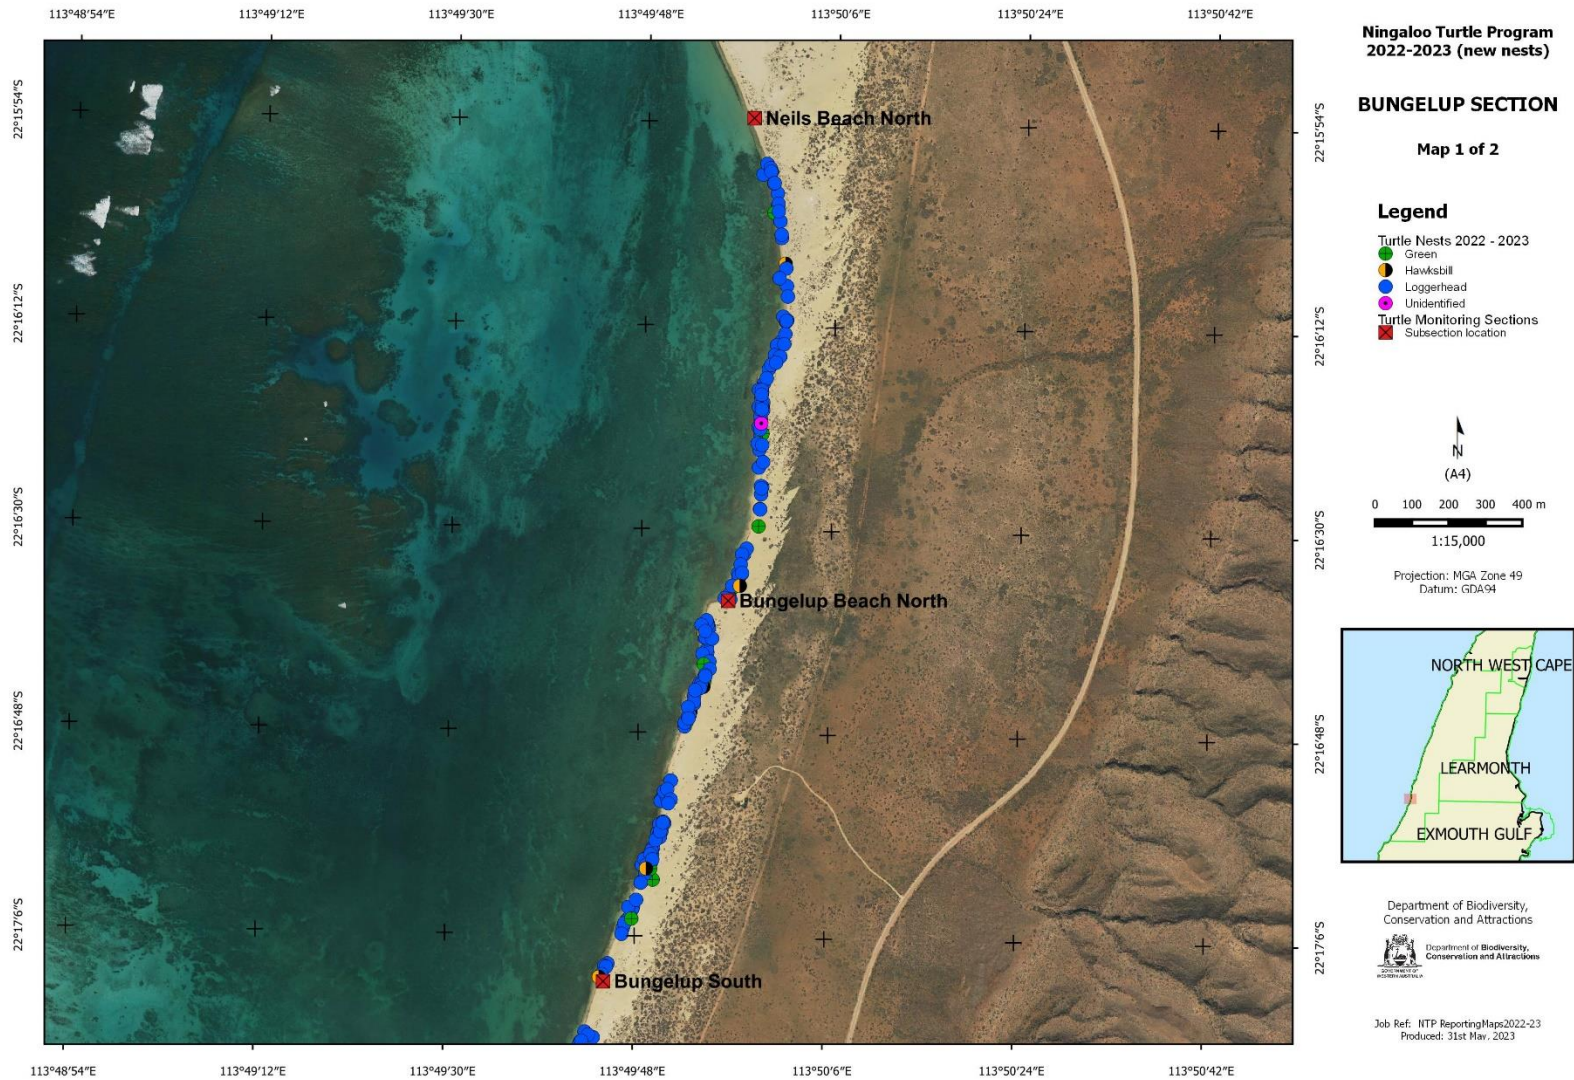 113°48'54"E 113°49'12"E 113°49'30"E 113°49'48"E 113°50'6"E 113°50'24"E 113°50'42"E
Ningaloo Turtle Program
2022-2023 (new nests)
BUNGELUP SECTION
Map 1 of 2
Legend
Turtle Nests 2022 - 2023
Green
Hawksbill
Loggerhead
Unidentified
Turtle Monitoring Sections
Subsection location
N
(A4)
0 100 200 300 400 m
1:15,000
Projection: MGA Zone 49
Datum: GDA94
NORTH WEST CAPE
LEARMONTH
EXMOUTH GULF
Department of Biodiversity,
Conservation and Attractions
Department of Biodiversity,
Conservation and Attractions
GOVERNMENT OF
WESTERN AUSTRALIA
Job Ref: NTP ReportingMaps2022-23
Produced: 31st May, 2023
22°15'54"S
22°16'12"S
22°16'30"S
22°16'48"S
22°17'6"S
Neils Beach North
Bungelup Beach North
Bungelup South
22°15'54"S
22°16'12"S
22°16'30"S
22°16'48"S
22°17'6"S
113°48'54"E 113°49'12"E 113°49'30"E 113°49'48"E 113°50'6"E 113°50'24"E 113°50'42"E